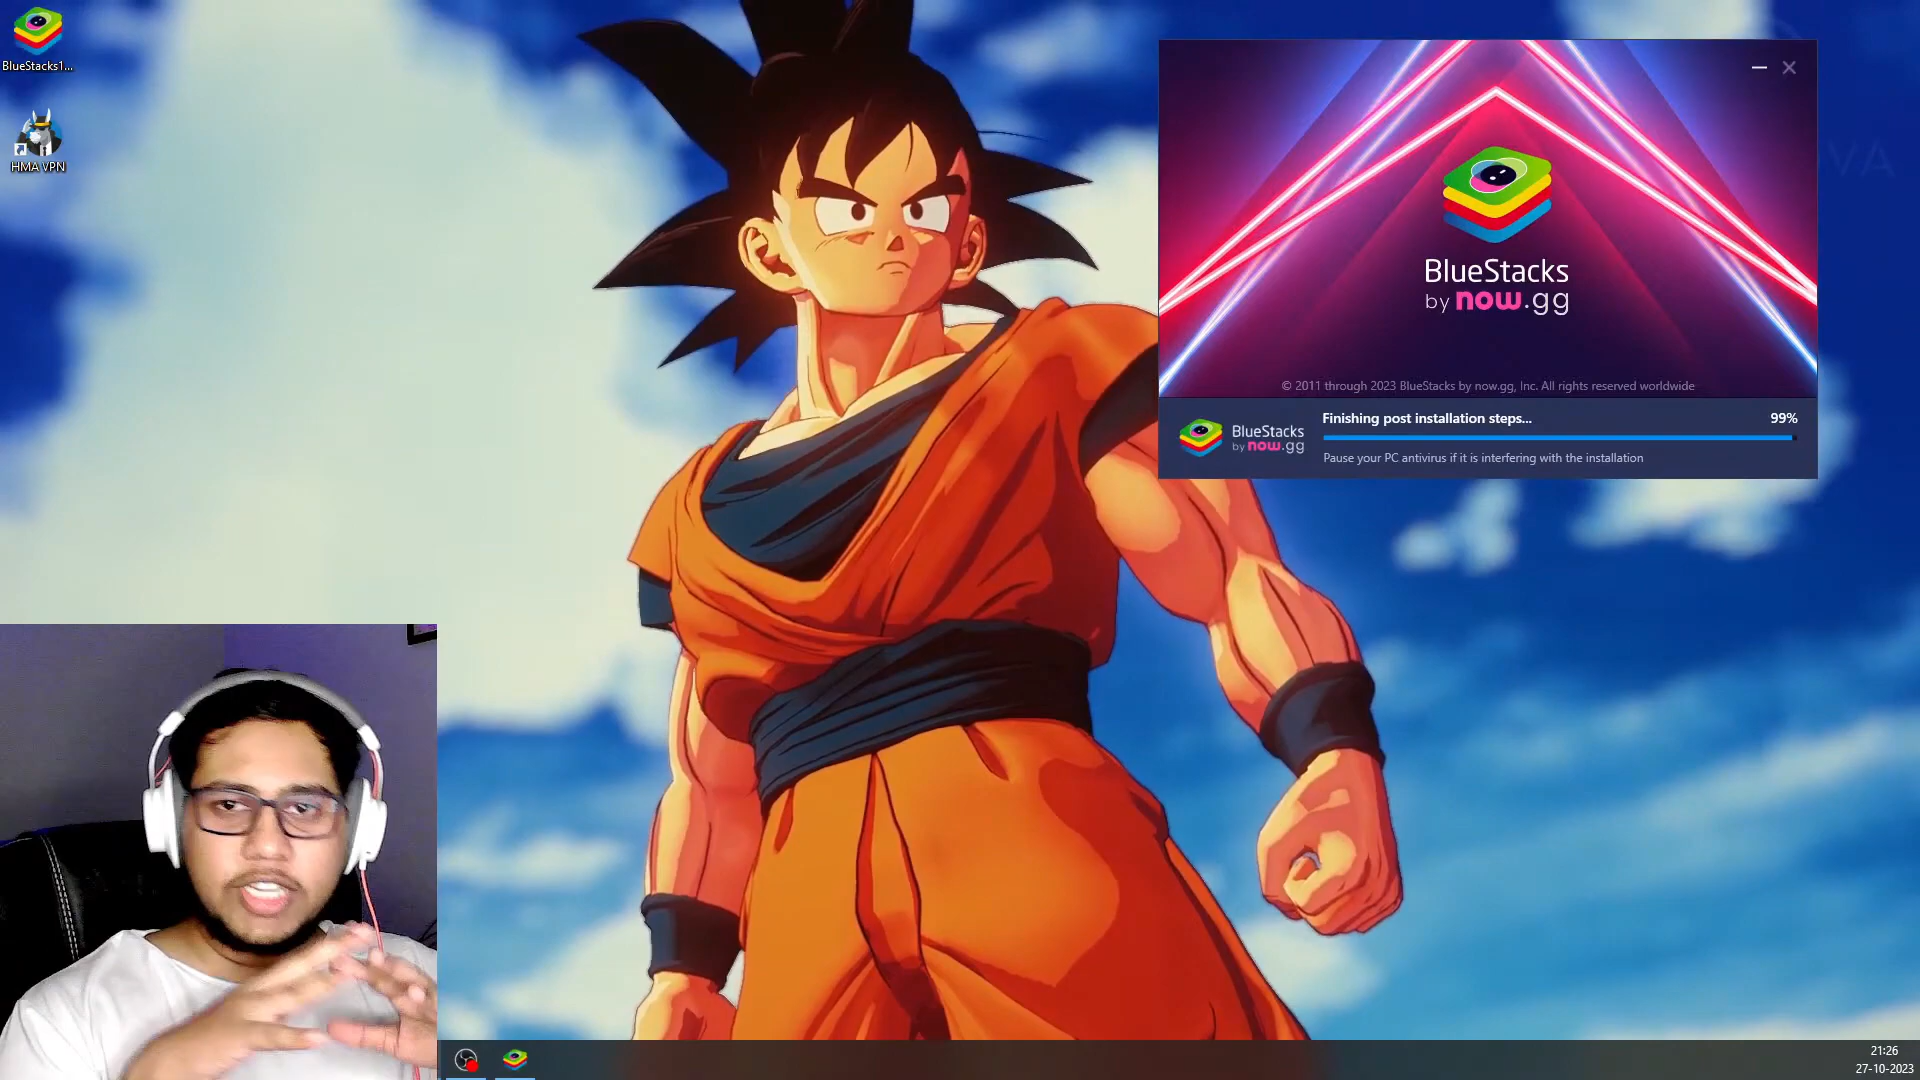 BlueStacks1...
HMA VPN
VA
BlueStacks
by now.gg
© 2011 through 2023 BlueStacks by now.gg, Inc. All rights reserved worldwide
BlueStacks
by now.gg
Finishing post installation steps...
99%
Pause your PC antivirus if it is interfering with the installation
21:26
27-10-2023